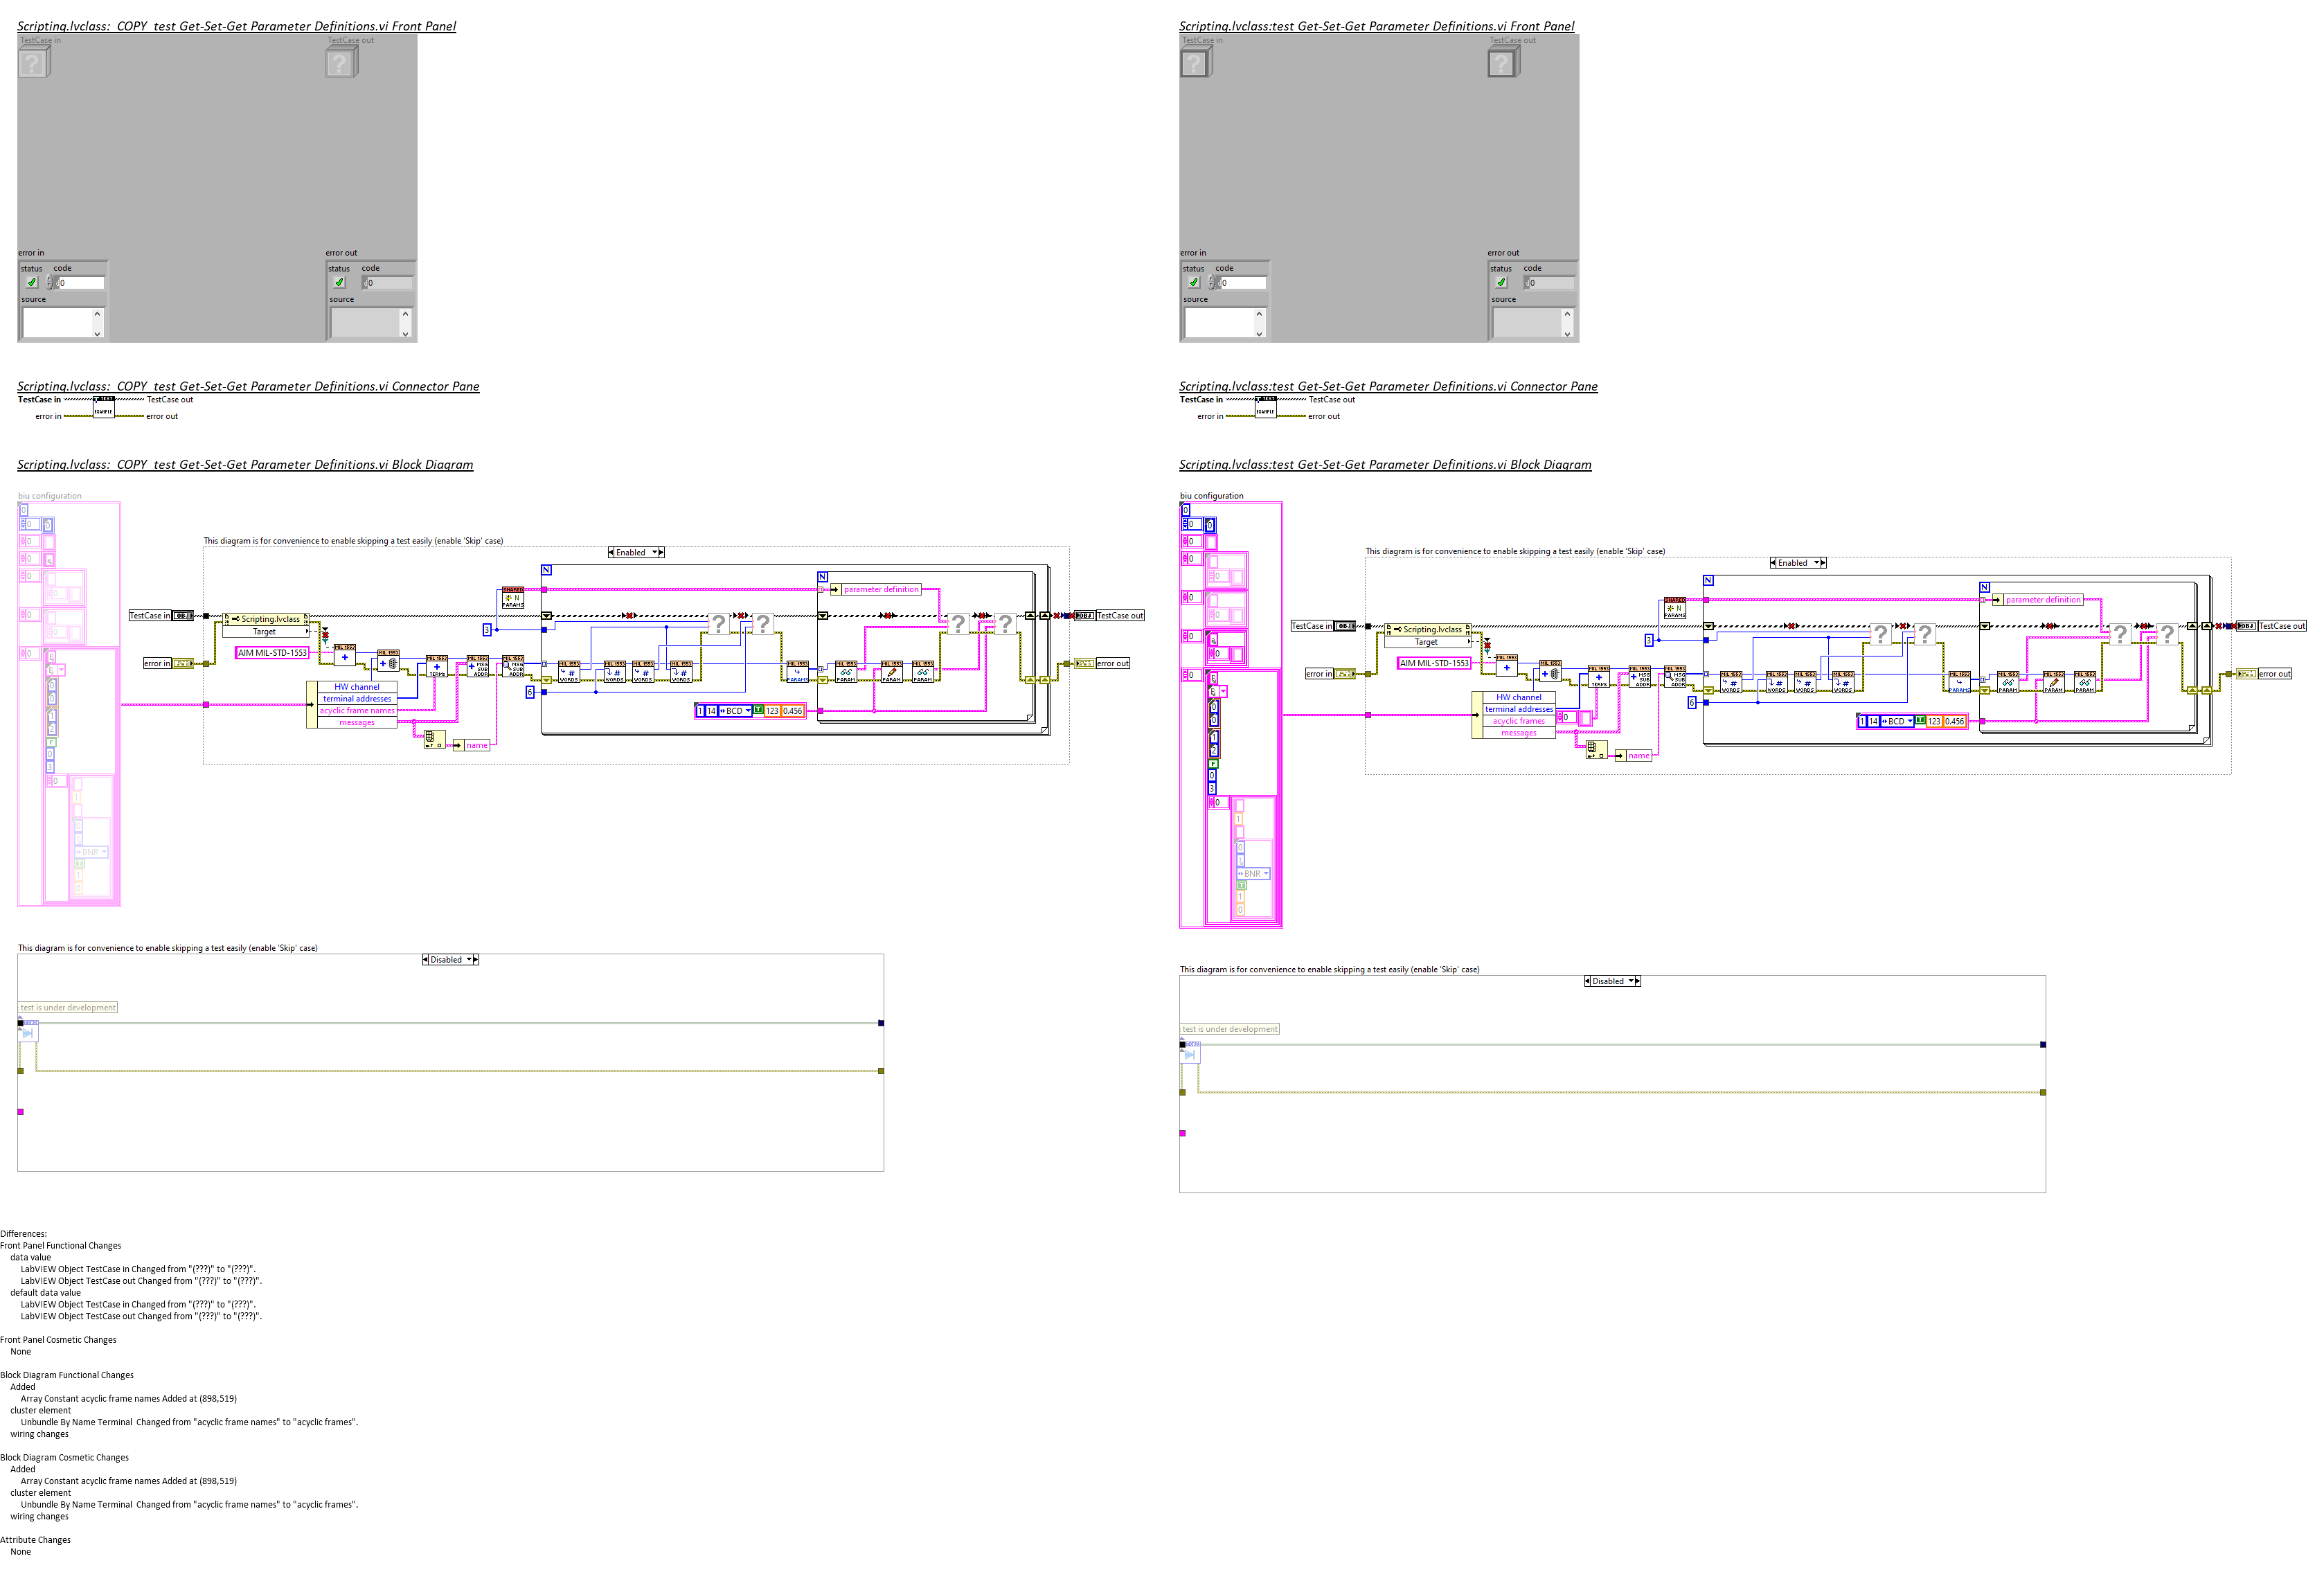 Scripting.lvclass:_COPY_test Get-Set-Get Parameter Definitions.vi Front Panel
TestCase in
TestCase out
error in
error out
status code
0
source
status code
0
Scripting.lvclass:_COPY_test Get-Set-Get Parameter Definitions.vi Connector Pane
TestCase in
TestCase out
error in
error out
Scripting.lvclass:_COPY_test Get-Set-Get Parameter Definitions.vi Block Diagram
biu configuration
This diagram is for convenience to enable skipping a test easily (enable 'Skip' case)
Enabled
parameter definition
TestCase in
Scripting.lvclass
Target
TestCase out
3
AIM MIL-STD-1553
error in
error out
HW channel
terminal addresses
acyclic frame names
messages
6
1 14 BCD T 123 0.456
name
BNR
This diagram is for convenience to enable skipping a test easily (enable 'Skip' case)
Disabled
test is under development
Scripting.lvclass:test Get-Set-Get Parameter Definitions.vi Front Panel
TestCase in
TestCase out
error in
error out
status code
0
source
status code
0
source
Scripting.lvclass:test Get-Set-Get Parameter Definitions.vi Connector Pane
TestCase in
TestCase out
error in
error out
Scripting.lvclass:test Get-Set-Get Parameter Definitions.vi Block Diagram
biu configuration
This diagram is for convenience to enable skipping a test easily (enable 'Skip' case)
Enabled
parameter definition
TestCase in
Scripting.lvclass
Target
TestCase out
3
AIM MIL-STD-1553
error in
error out
HW channel
terminal addresses
acyclic frames
messages
6
1 14 BCD T 123 0.456
name
BNR
This diagram is for convenience to enable skipping a test easily (enable 'Skip' case)
Disabled
test is under development
Differences:
Front Panel Functional Changes
data value
LabVIEW Object TestCase in Changed from "(???)" to "(???)".
LabVIEW Object TestCase out Changed from "(???)" to "(???)".
default data value
LabVIEW Object TestCase in Changed from "(???)" to "(???)".
LabVIEW Object TestCase out Changed from "(???)" to "(???)".
Front Panel Cosmetic Changes
None
Block Diagram Functional Changes
Added
Array Constant acyclic frame names Added at (898,519)
cluster element
Unbundle By Name Terminal  Changed from "acyclic frame names" to "acyclic frames".
wiring changes
Block Diagram Cosmetic Changes
Added
Array Constant acyclic frame names Added at (898,519)
cluster element
Unbundle By Name Terminal  Changed from "acyclic frame names" to "acyclic frames".
wiring changes
Attribute Changes
None